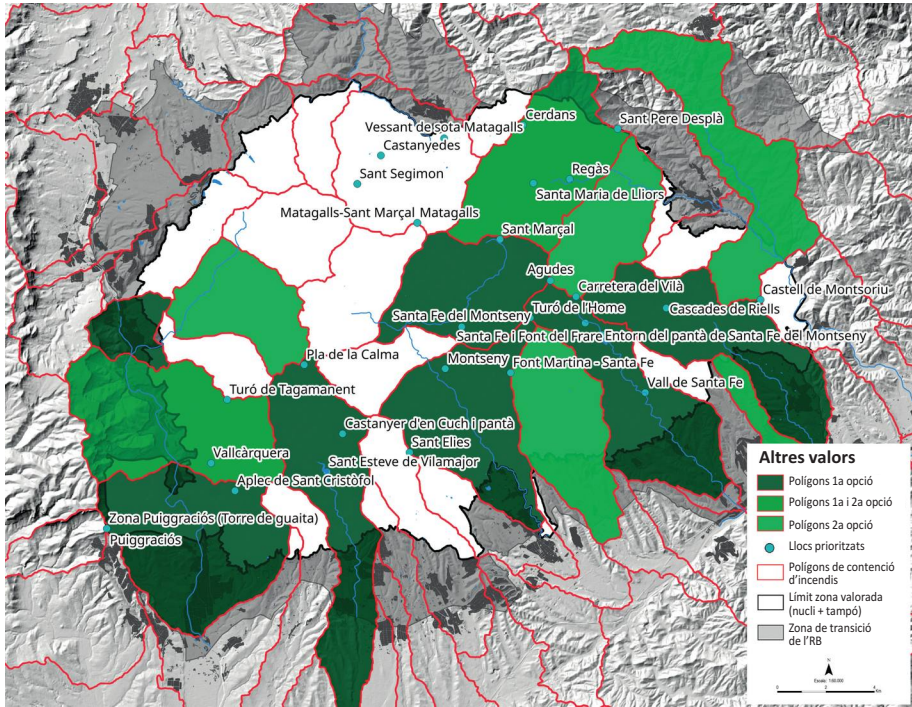 Cerdans
Sant Pere Desplà
Vessant de sota Matagalls
Castanyedes
Sant Segimon
Regàs
Santa Maria de Lliors
Matagalls-Sant Marçal Matagalls
Sant Marçal
Agudes
Carretera del Vilà
Castell de Montsoriu
Santa Fe del Montseny
Turó de l'Home
Cascades de Riells
Santa Fe i Font del Frare Entorn del pantà de Santa Fe del Montseny
Pla de la Calma
Montseny
Font Martina - Santa Fe
Turó de Tagamanent
Vall de Santa Fe
Castanyer d'en Cuch i pantà
Sant Elies
Vallcàrquera
Sant Esteve de Vilamajor
Aplec de Sant Cristòfol
Zona Puiggraciós (Torre de guaita)
Puiggraciós
Altres valors
Polígons 1a opció
Polígons 1a i 2a opció
Polígons 2a opció
Llocs prioritzats
Polígons de contenció
d'incendis
Límit zona valorada
(nucli + tampó)
Zona de transició
de l'RB
N
0 2 4
Km